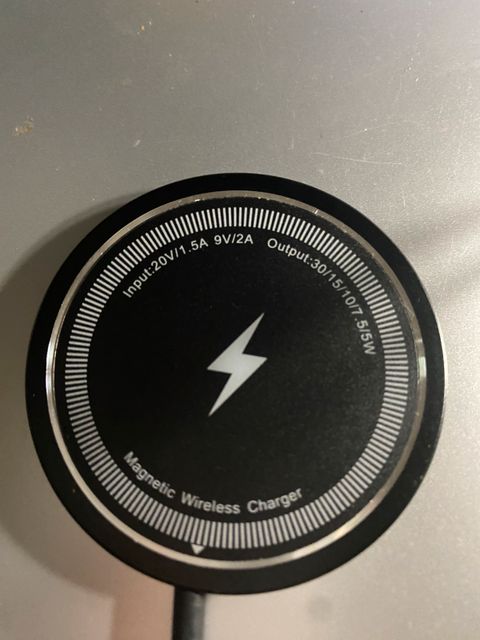 Input:20V/1.5A 9V/2A Output:30/15/10/7.5/5W
Magnetic Wireless Charger